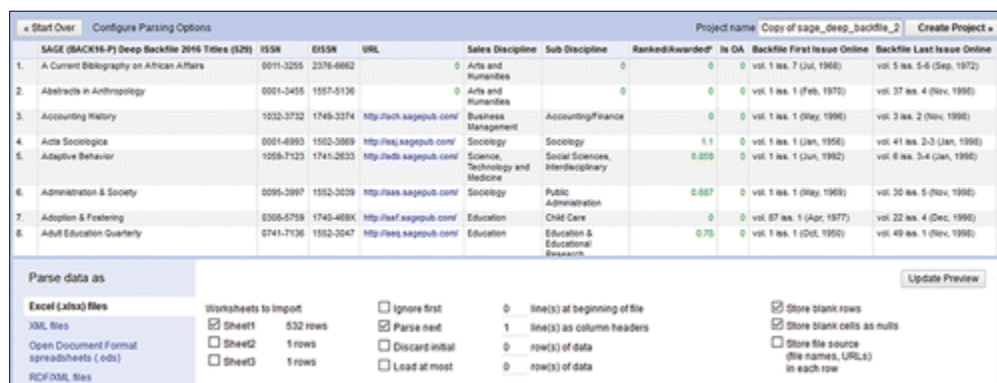 « Start Over Configure Parsing Options Project name Copy of sage_deep_backfile_2 Create Project »
SAGE (BACK16-P) Deep Backfile 2016 Titles (529) ISSN EISSN URL Sales Discipline Sub Discipline Ranked/Awarded* Is OA Backfile First Issue Online Backfile Last Issue Online
1. A Current Bibliography on African Affairs 0011-3255 2376-6662 0 Arts and Humanities 0 0 0 vol. 1 iss. 7 (Jul, 1968) vol. 5 iss. 5-6 (Sep, 1972)
2. Abstracts in Anthropology 0001-3455 1557-5136 0 Arts and Humanities 0 0 0 vol. 1 iss. 1 (Feb, 1970) vol. 37 iss. 4 (Nov, 1998)
3. Accounting History 1032-3732 1749-3374 http://ach.sagepub.com/ Business Management Accounting/Finance 0 0 vol. 1 iss. 1 (May, 1996) vol. 3 iss. 2 (Nov, 1998)
4. Acta Sociologica 0001-6993 1502-3869 http://asj.sagepub.com/ Sociology Sociology 1.1 0 vol. 1 iss. 1 (Jan, 1956) vol. 41 iss. 2-3 (Jan, 1998)
5. Adaptive Behavior 1059-7123 1741-2633 http://adb.sagepub.com/ Science, Technology and Medicine Social Sciences, Interdisciplinary 0 vol. 1 iss. 1 (Jun, 1992) vol. 6 iss. 3-4 (Jan, 1998)
6. Administration & Society 0095-3997 1552-3039 http://aas.sagepub.com/ Sociology Public Administration 0 vol. 1 iss. 1 (May, 1969) vol. 30 iss. 5 (Nov, 1998)
7. Adoption & Fostering 0308-5759 1740-469X http://aaf.sagepub.com/ Education Child Care 0 0 vol. 87 iss. 1 (Apr, 1977) vol. 22 iss. 4 (Dec, 1998)
8. Adult Education Quarterly 0741-7136 1552-3047 http://aeq.sagepub.com/ Education Education & Educational Research 0.78 0 vol. 1 iss. 1 (Oct, 1950) vol. 49 iss. 1 (Nov, 1998)
Parse data as Update Preview
Excel (.xlsx) files
XML files
Open Document Format
spreadsheets (.ods)
RDF/XML files
Worksheets to Import
Sheet1 532 rows
Sheet2 1 rows
Sheet3 1 rows
Ignore first 0 line(s) at beginning of file
Parse next 1 line(s) as column headers
Discard initial 0 row(s) of data
Load at most 0 row(s) of data
Store blank rows
Store blank cells as nulls
Store file source
(file names, URLs)
in each row